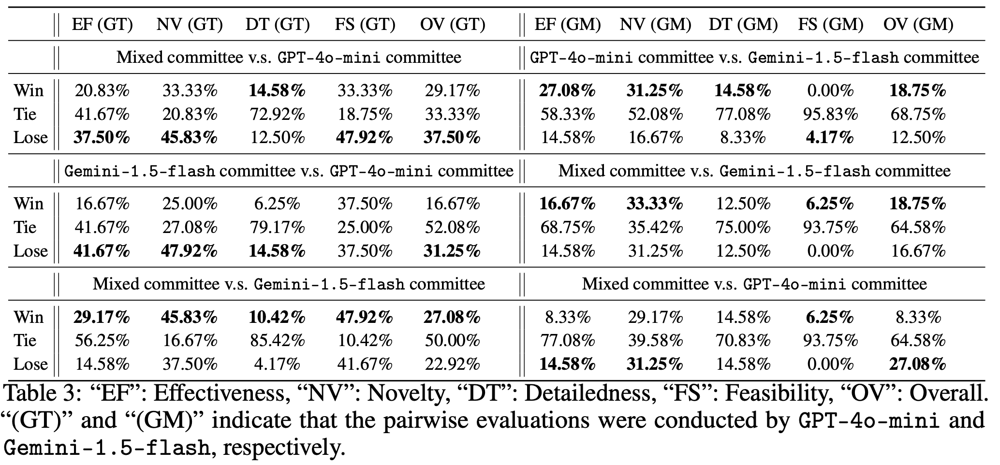 EF (GT) NV (GT) DT (GT) FS (GT) OV (GT) EF (GM) NV (GM) DT (GM) FS (GM) OV (GM)
Mixed committee v.s. GPT-4o-mini committee GPT-4o-mini committee v.s. Gemini-1.5-flash committee
Win 20.83% 33.33% 14.58% 33.33% 29.17% 27.08% 31.25% 14.58% 0.00% 18.75%
Tie 41.67% 20.83% 72.92% 18.75% 33.33% 58.33% 52.08% 77.08% 95.83% 68.75%
Lose 37.50% 45.83% 12.50% 47.92% 37.50% 14.58% 16.67% 8.33% 4.17% 12.50%
Gemini-1.5-flash committee v.s. GPT-4o-mini committee Mixed committee v.s. Gemini-1.5-flash committee
Win 16.67% 25.00% 6.25% 37.50% 16.67% 16.67% 33.33% 12.50% 6.25% 18.75%
Tie 41.67% 27.08% 79.17% 25.00% 52.08% 68.75% 35.42% 75.00% 93.75% 64.58%
Lose 41.67% 47.92% 14.58% 37.50% 31.25% 14.58% 31.25% 12.50% 0.00% 16.67%
Mixed committee v.s. Gemini-1.5-flash committee Mixed committee v.s. GPT-4o-mini committee
Win 29.17% 45.83% 10.42% 47.92% 27.08% 8.33% 29.17% 14.58% 6.25% 8.33%
Tie 56.25% 16.67% 85.42% 10.42% 50.00% 77.08% 39.58% 70.83% 93.75% 64.58%
Lose 14.58% 37.50% 4.17% 41.67% 22.92% 14.58% 31.25% 14.58% 0.00% 27.08%
Table 3: “EF”: Effectiveness, “NV”: Novelty, “DT”: Detailedness, “FS”: Feasibility, “OV”: Overall.
“(GT)” and “(GM)” indicate that the pairwise evaluations were conducted by GPT-4o-mini and
Gemini-1.5-flash, respectively.